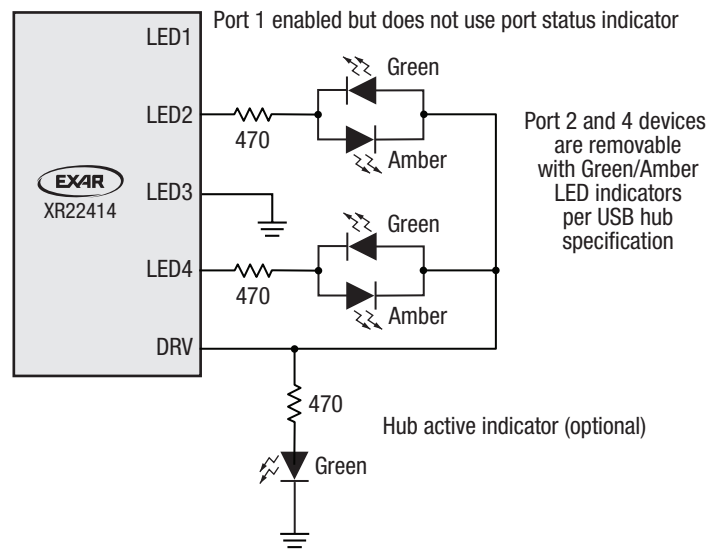 Port 1 enabled but does not use port status indicator
LED1
Green
LED2
470
Amber
Port 2 and 4 devices
are removable
with Green/Amber
LED indicators
per USB hub
specification
EXAR
XR22414
LED3
Green
LED4
470
Amber
DRV
470
Hub active indicator (optional)
Green